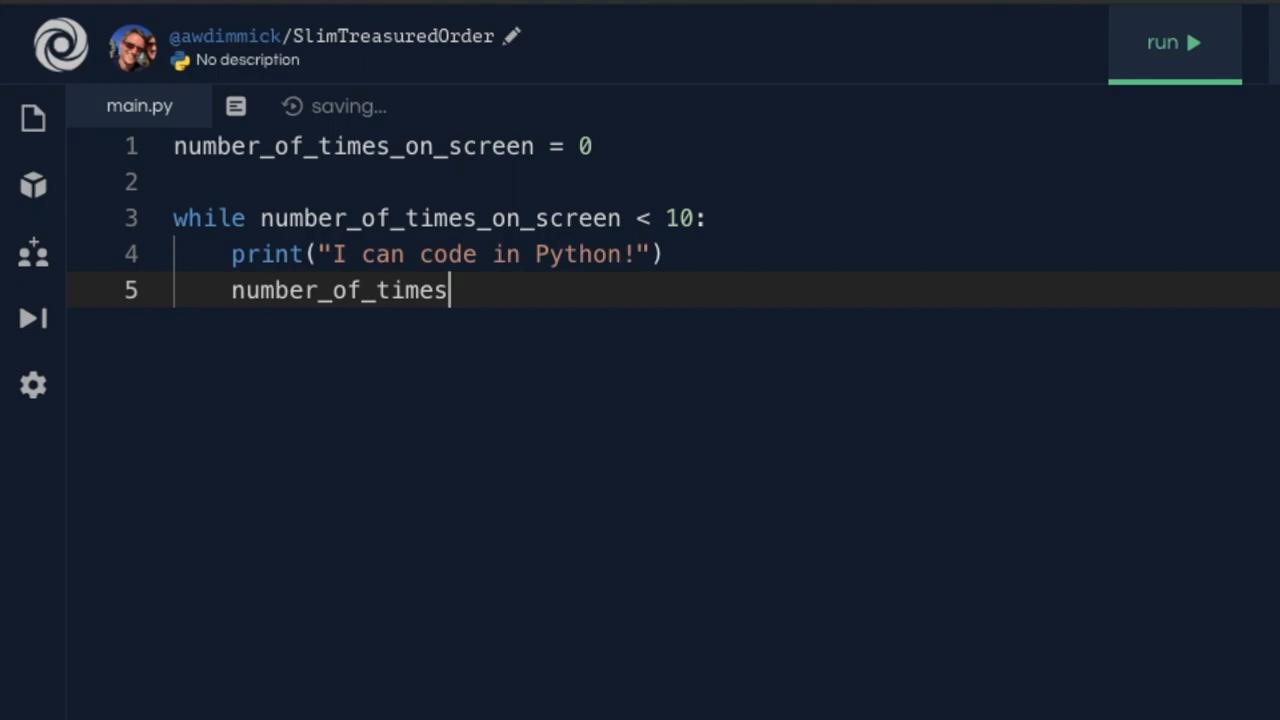 @awdimmick/SlimTreasuredOrder
No description
run
main.py
saving...
1 number_of_times_on_screen = 0
2
3 while number_of_times_on_screen < 10:
4 print("I can code in Python!")
5 number_of_times